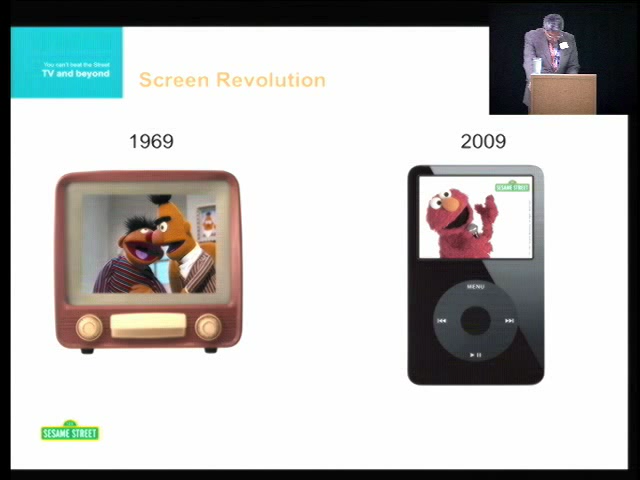 You can't beat the Street
TV and beyond
Screen Revolution
1969
2009
SESAME STREET
MENU
SESAME STREET